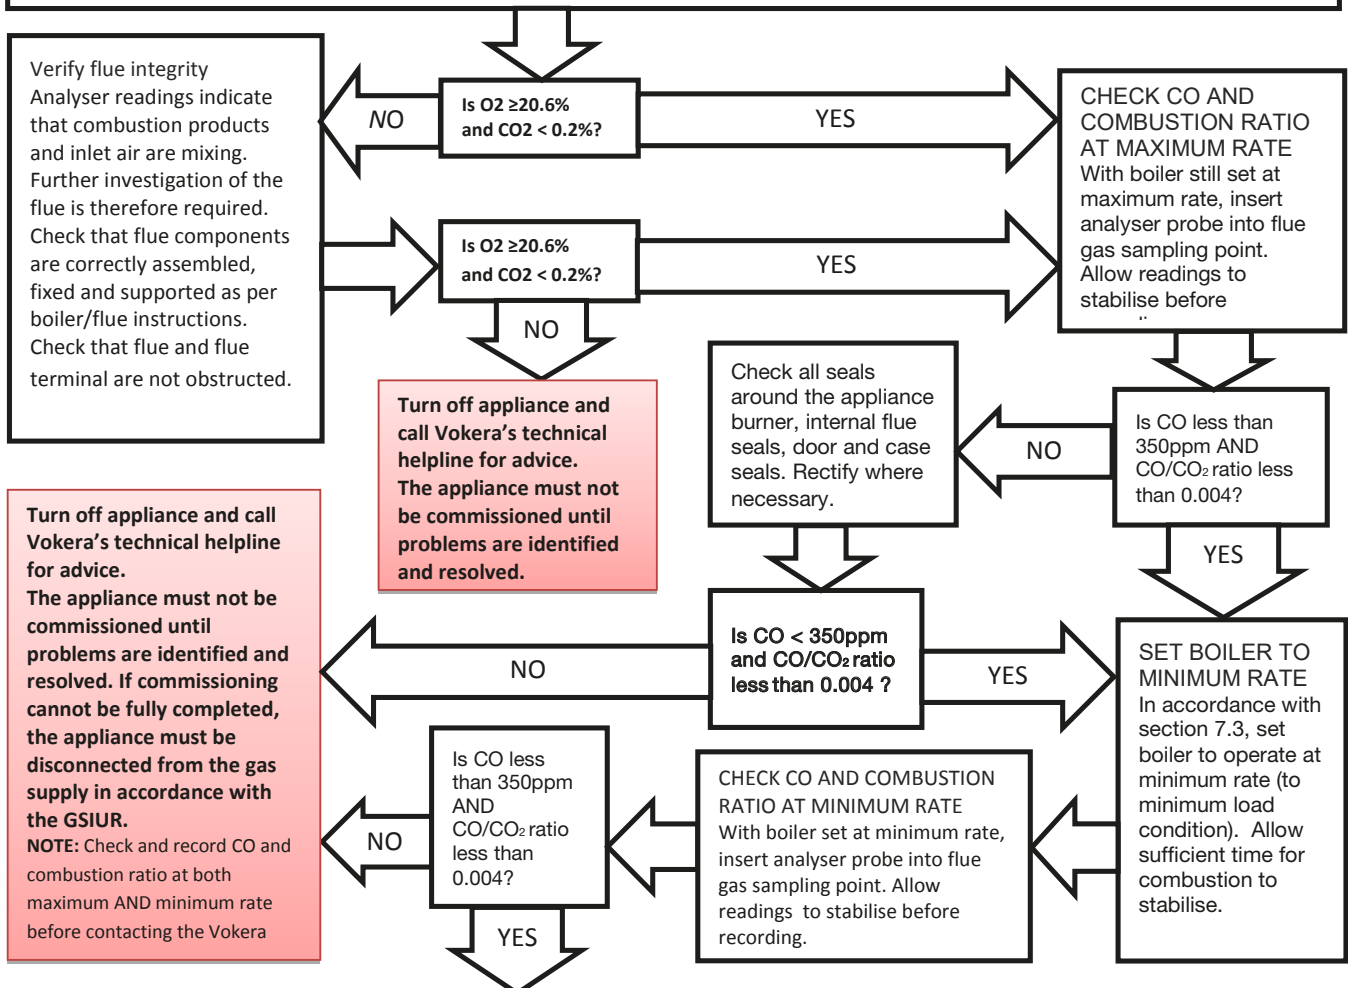 Verify flue integrity
Analyser readings indicate
that combustion products
and inlet air are mixing.
Further investigation of the
flue is therefore required.
Check that flue components
are correctly assembled,
fixed and supported as per
boiler/flue instructions.
Check that flue and flue
terminal are not obstructed.
NO
Is O2 ≥20.6%
and CO2 < 0.2%?
YES
CHECK CO AND
COMBUSTION RATIO
AT MAXIMUM RATE
With boiler still set at
maximum rate, insert
analyser probe into flue
gas sampling point.
Allow readings to
stabilise before
Is O2 ≥20.6%
and CO2 < 0.2%?
YES
NO
Turn off appliance and
call Vokera's technical
helpline for advice.
The appliance must not
be commissioned until
problems are identified
and resolved.
Check all seals
around the appliance
burner, internal flue
seals, door and case
seals. Rectify where
necessary.
NO
Is CO less than
350ppm AND
CO/CO₂ ratio less
than 0.004?
YES
Turn off appliance and call
Vokera's technical helpline
for advice.
The appliance must not be
commissioned until
problems are identified and
resolved. If commissioning
cannot be fully completed,
the appliance must be
disconnected from the gas
supply in accordance with
the GSIUR.
NOTE: Check and record CO and
combustion ratio at both
maximum AND minimum rate
before contacting the Vokera
NO
Is CO < 350ppm
and CO/CO₂ ratio
less than 0.004 ?
YES
SET BOILER TO
MINIMUM RATE
In accordance with
section 7.3, set
boiler to operate at
minimum rate (to
minimum load
condition). Allow
sufficient time for
combustion to
stabilise.
NO
Is CO less
than 350ppm
AND
CO/CO₂ ratio
less than
0.004?
CHECK CO AND COMBUSTION
RATIO AT MINIMUM RATE
With boiler set at minimum rate,
insert analyser probe into flue
gas sampling point. Allow
readings to stabilise before
recording.
YES